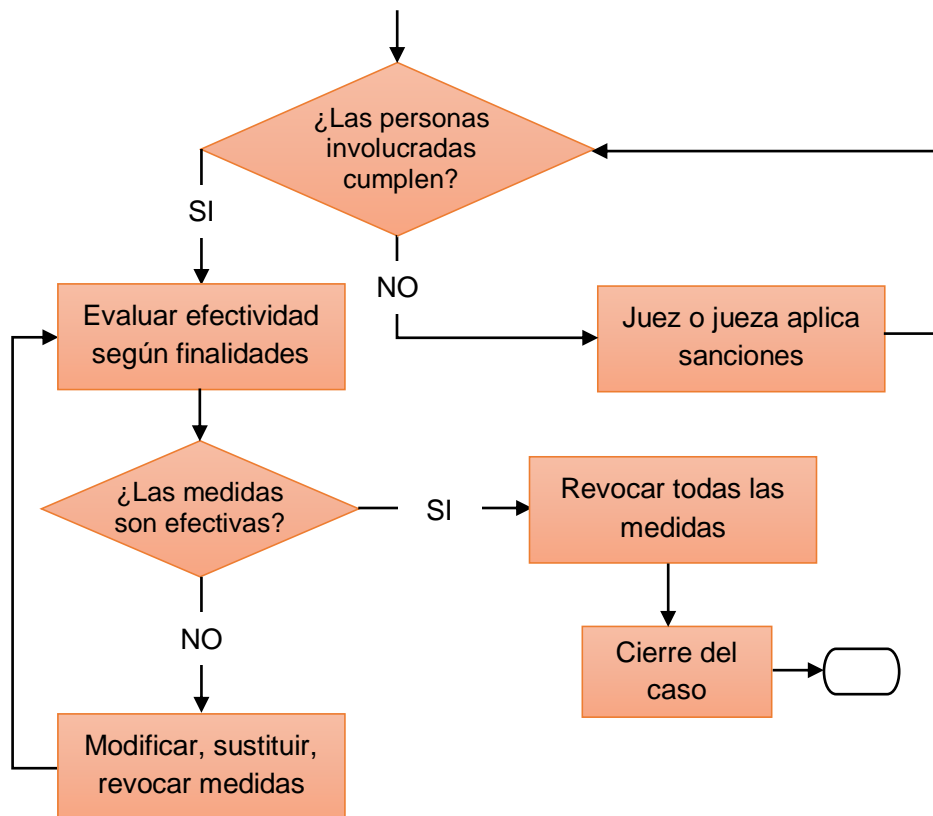 ¿Las personas
involucradas
cumplen?
SI
NO
Evaluar efectividad
según finalidades
Juez o jueza aplica
sanciones
¿Las medidas
son efectivas?
SI
Revocar todas las
medidas
NO
Cierre del
caso
Modificar, sustituir,
revocar medidas